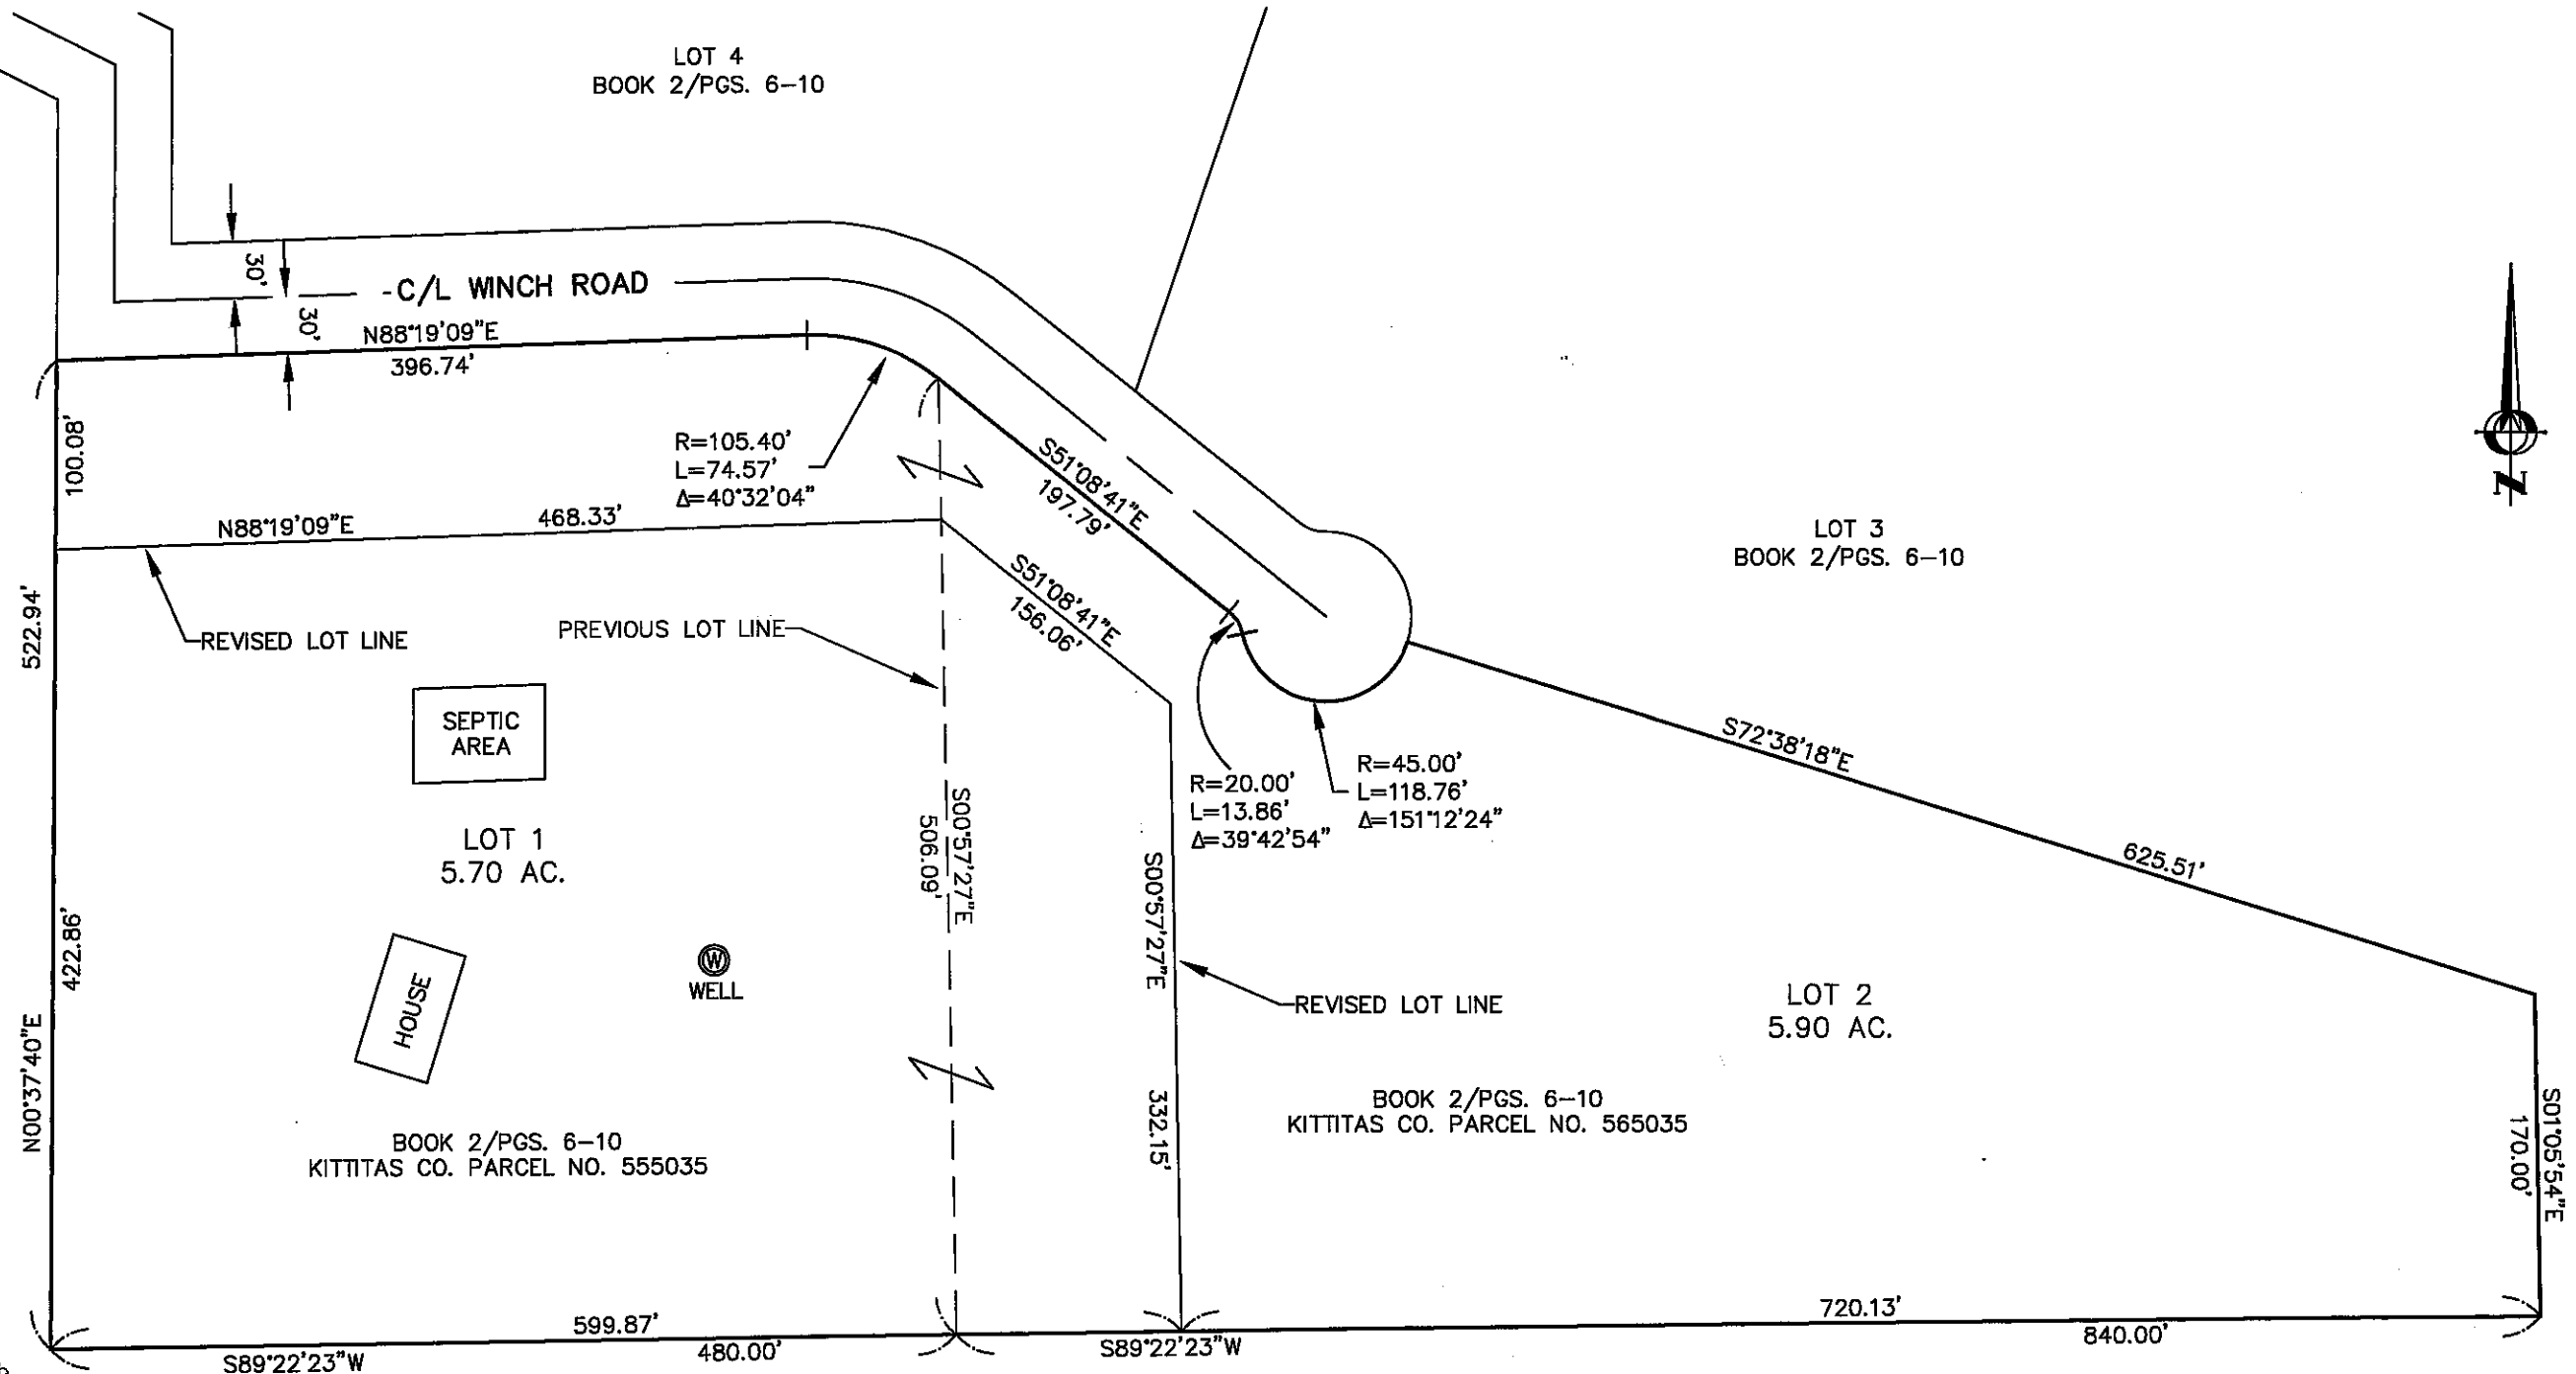 LOT 4
BOOK 2/PGS. 6–10
30'
30'
-C/L WINCH ROAD
N88°19'09"E
396.74'
100.08'
R=105.40'
L=74.57'
Δ=40°32'04"
S51°08'41"E
197.79'
N
N88°19'09"E
468.33'
LOT 3
BOOK 2/PGS. 6–10
S51°08'41"E
156.06'
522.94'
REVISED LOT LINE
PREVIOUS LOT LINE
SEPTIC
AREA
S72°38'18"E
625.51'
R=20.00'
L=13.86'
Δ=39°42'54"
R=45.00'
L=118.76'
Δ=151°12'24"
LOT 1
5.70 AC.
S00°57'27"E
506.09'
S00°57'27"E
332.15'
422.86'
HOUSE
W
WELL
REVISED LOT LINE
LOT 2
5.90 AC.
N00°37'40"E
BOOK 2/PGS. 6–10
KITTITAS CO. PARCEL NO. 555035
BOOK 2/PGS. 6–10
KITTITAS CO. PARCEL NO. 565035
S01°05'54"E
170.00'
599.87'
720.13'
S89°22'23"W
480.00'
S89°22'23"W
840.00'